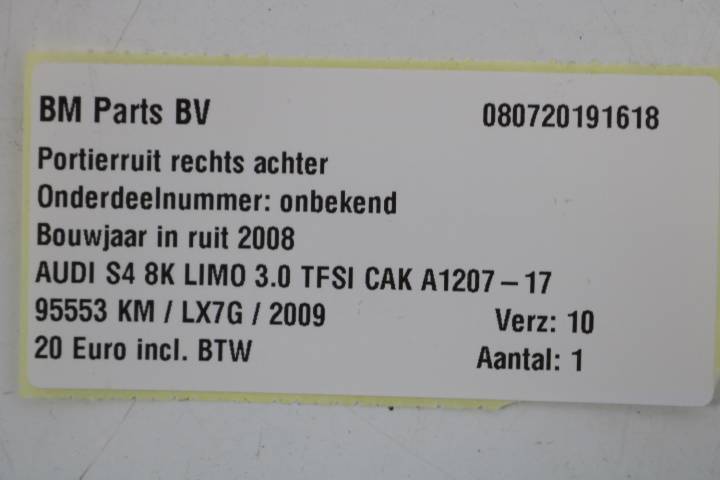 BM Parts BV 080720191618
Portierruit rechts achter
Onderdeelnummer: onbekend
Bouwjaar in ruit 2008
AUDI S4 8K LIMO 3.0 TFSI CAK A1207 – 17
95553 KM / LX7G / 2009 Verz: 10
20 Euro incl. BTW Aantal: 1